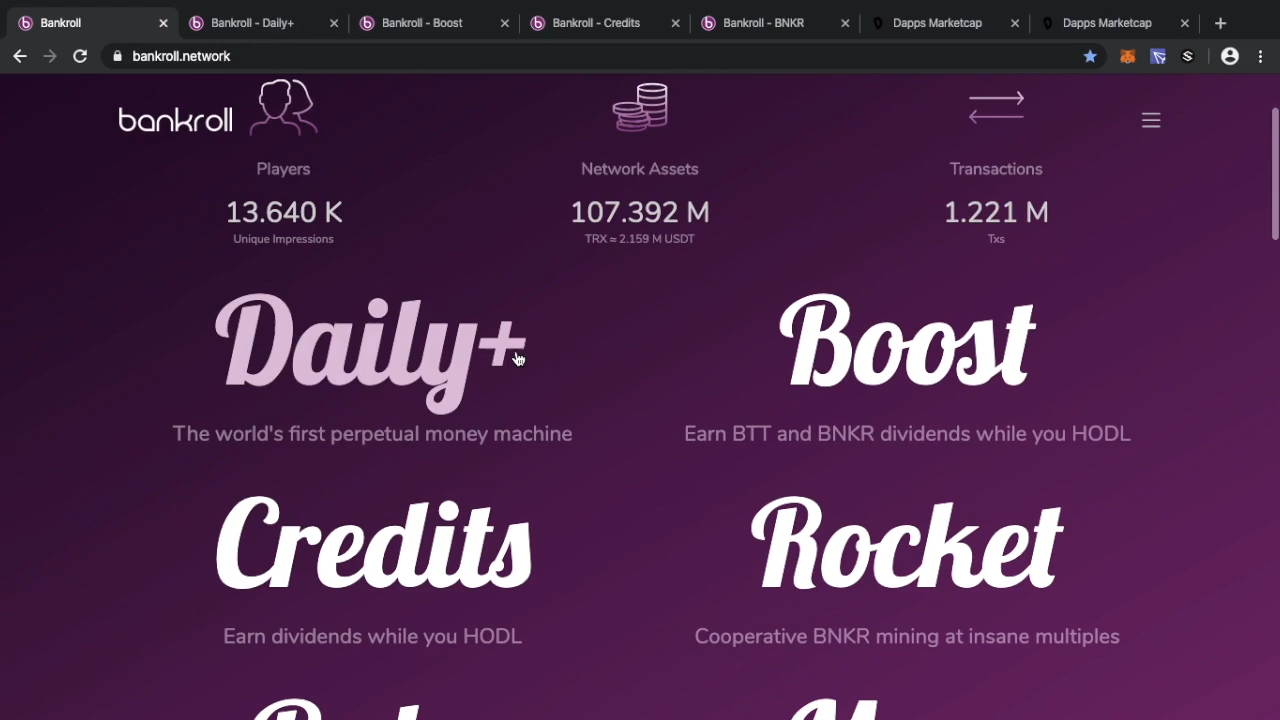 Bankroll
Bankroll - Daily+
Bankroll - Boost
Bankroll - Credits
Bankroll - BNKR
Dapps Marketcap
Dapps Marketcap
bankroll.network
bankroll
Players
Network Assets
Transactions
13.640 K
107.392 M
1.221 M
Unique Impressions
TRX ≈ 2.159 M USDT
Txs
Daily+
Boost
The world's first perpetual money machine
Earn BTT and BNKR dividends while you HODL
Credits
Rocket
Earn dividends while you HODL
Cooperative BNKR mining at insane multiples